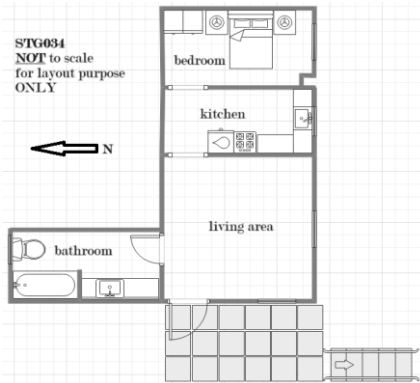 STG034
NOT to scale
for layout purpose
ONLY
bedroom
kitchen
N
living area
bathroom